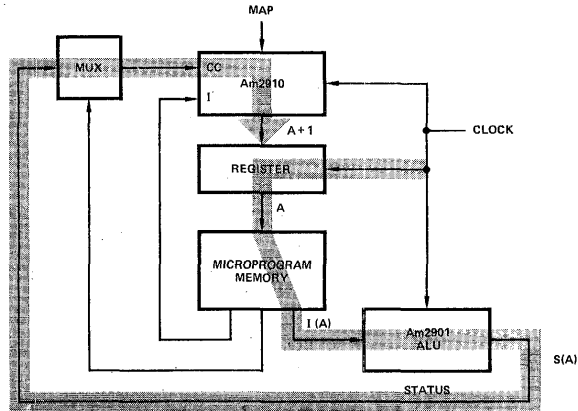 MAP
MUX
CC
Am2910
I
A + 1
CLOCK
REGISTER
A
MICROPROGRAM
MEMORY
I (A)
Am2901
ALU
S(A)
STATUS